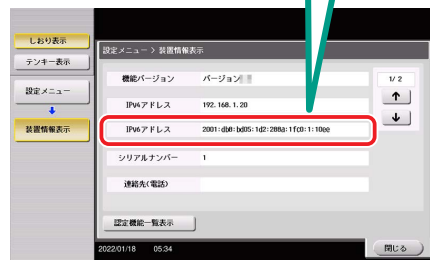 しおり表示
テンキー表示
設定メニュー
装置情報表示
設定メニュー > 装置情報表示
機能バージョン バージョン
1/ 2
IPv4アドレス 192.168.1.20
IPv6アドレス 2001:db8:bd05:1d2:288a:1fc0:1:10ee
シリアルナンバー 1
連絡先(電話)
認定機能一覧表示
2022/01/18 05:34
閉じる